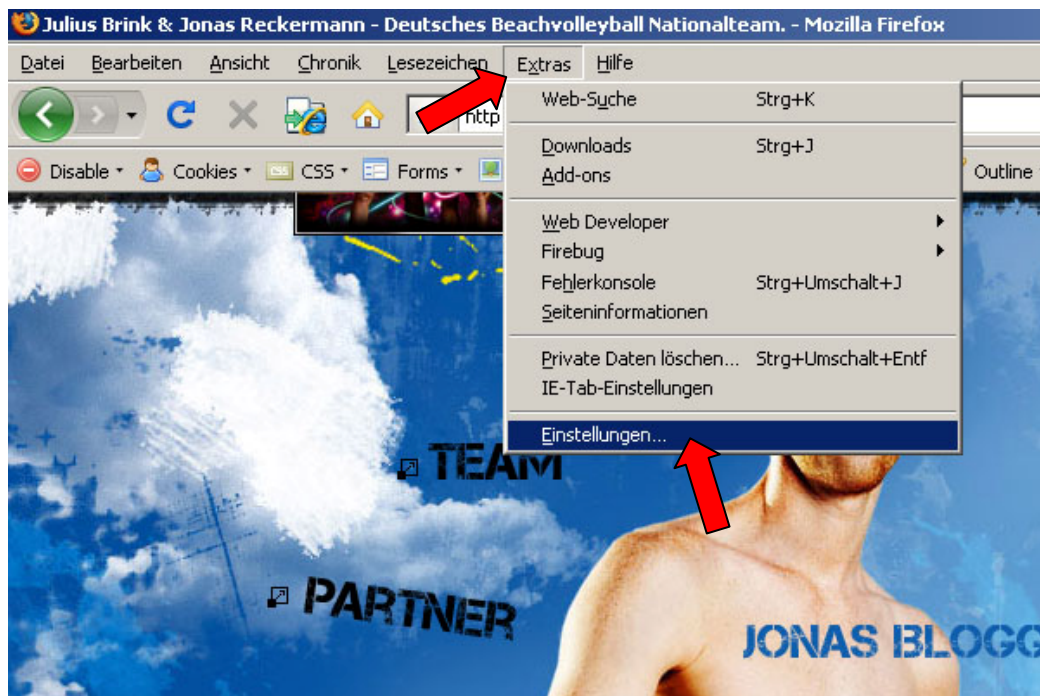 Julius Brink & Jonas Reckermann - Deutsches Beachvolleyball Nationalteam. - Mozilla Firefox
Datei Bearbeiten Ansicht Chronik Lesezeichen Extras Hilfe
http
Disable Cookies CSS Forms Outline
Web-Suche Strg+K
Downloads Strg+J
Add-ons
Web Developer
Firebug
Fehlerkonsole Strg+Umschalt+J
Seiteninformationen
Private Daten löschen... Strg+Umschalt+Entf
IE-Tab-Einstellungen
Einstellungen...
TEAM
PARTNER
JONAS BLOGG